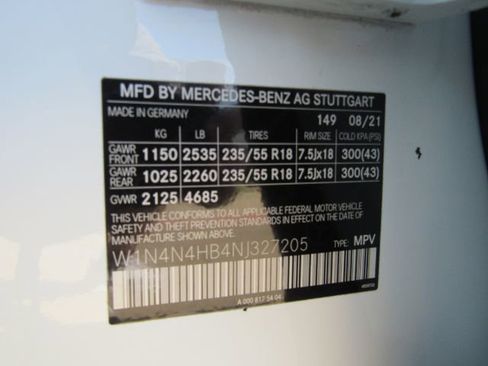 MFD BY MERCEDES-BENZ AG STUTTGART
MADE IN GERMANY 149 08/21
KG LB TIRES RIM SIZE COLD KPA(PSI)
GAWR FRONT 1150 2535 235/55 R18 7.5Jx18 300(43)
GAWR REAR 1025 2260 235/55 R18 7.5Jx18 300(43)
GVWR 2125 4685
THIS VEHICLE CONFORMS TO ALL APPLICABLE FEDERAL MOTOR VEHICLE
SAFETY AND THEFT PREVENTION STANDARDS IN EFFECT ON THE DATE
OF MANUFACTURE SHOWN ABOVE.
W1N4N4HB4NJ327205 TYPE: MPV
A 000 817 54 04